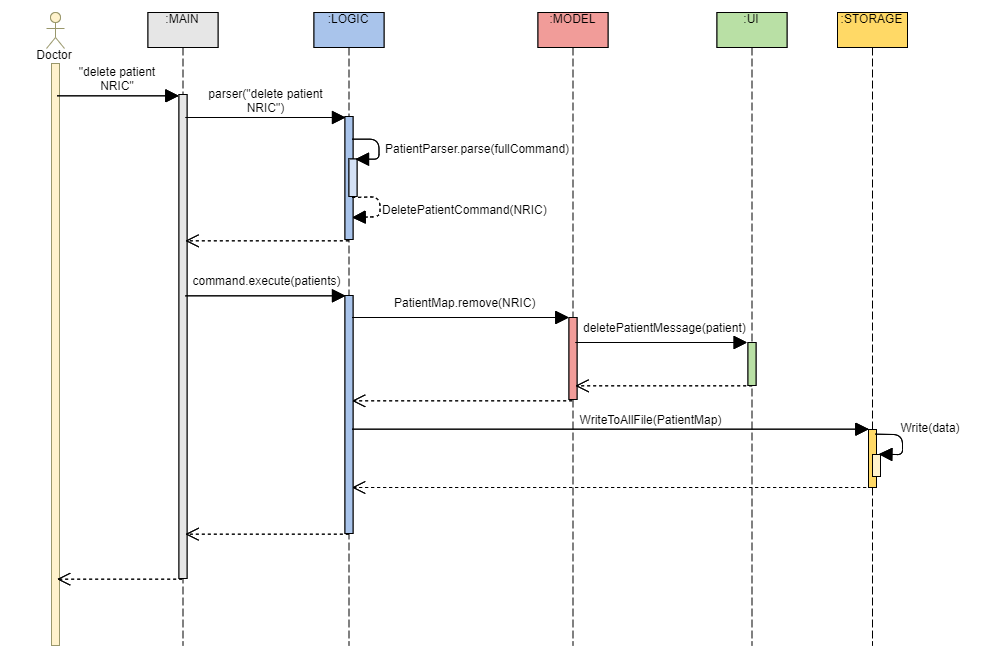 :MAIN
:LOGIC
:MODEL
:UI
:STORAGE
Doctor
"delete patient
NRIC"
parser("delete patient
NRIC")
PatientParser.parse(fullCommand)
DeletePatientCommand(NRIC)
command.execute(patients)
PatientMap.remove(NRIC)
deletePatientMessage(patient)
WriteToAllFile(PatientMap)
Write(data)